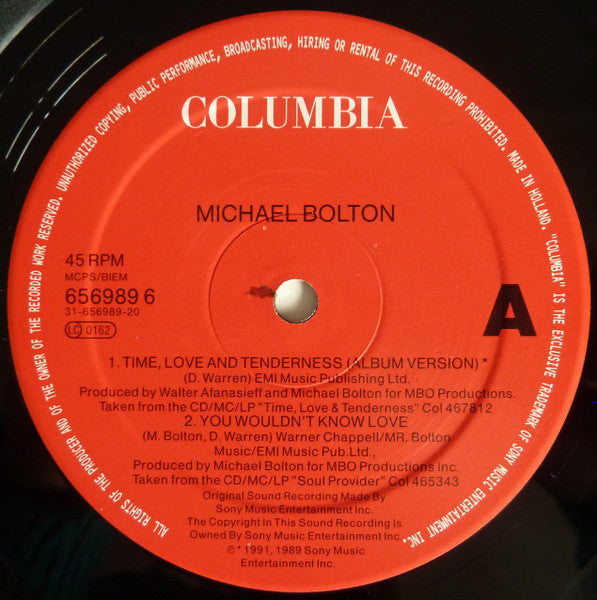 ALL RIGHTS OF THE PRODUCER AND OF THE OWNER OF THE RECORDED WORK RESERVED. UNAUTHORIZED COPYING, PUBLIC PERFORMANCE, BROADCASTING, HIRING OR RENTAL OF THIS RECORDING PROHIBITED. MADE IN HOLLAND. "COLUMBIA" IS THE EXCLUSIVE TRADEMARK OF SONY MUSIC ENTERTAINMENT INC.
COLUMBIA
MICHAEL BOLTON
45 RPM
MCPS/BIEM
656989 6
31-656989-20
LC 0162
A
1. TIME, LOVE AND TENDERNESS (ALBUM VERSION) *
(D. Warren) EMI Music Publishing Ltd.
Produced by Walter Afanasieff and Michael Bolton for MBO Productions.
Taken from the CD/MC/LP "Time, Love & Tenderness" Col 467812
2. YOU WOULDN'T KNOW LOVE
(M. Bolton, D. Warren) Warner Chappell/MR. Bolton
Music/EMI Music Pub.Ltd.,
Produced by Michael Bolton for MBO Productions Inc.
Taken from the CD/MC/LP "Soul Provider" Col 465343
Original Sound Recording Made By
Sony Music Entertainment Inc.
The Copyright In This Sound Recording Is
Owned By Sony Music Entertainment Inc.
℗ * 1991, 1989 Sony Music
Entertainment Inc.